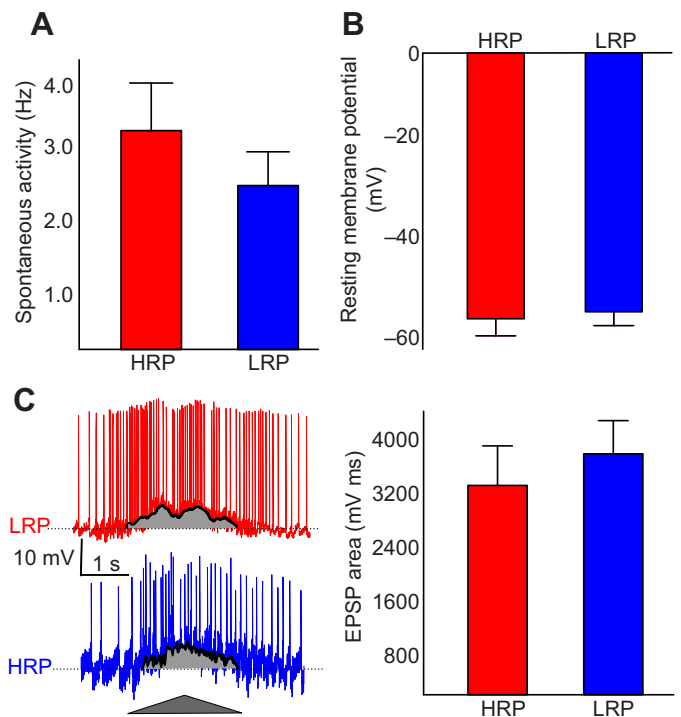 A
Spontaneous activity (Hz)
4.0
3.0
2.0
1.0
HRP
LRP
B
HRP
LRP
Resting membrane potential
(mV)
0
–20
–40
–60
C
LRP
10 mV
1 s
HRP
EPSP area (mV ms)
4000
3200
2400
1600
800
HRP
LRP